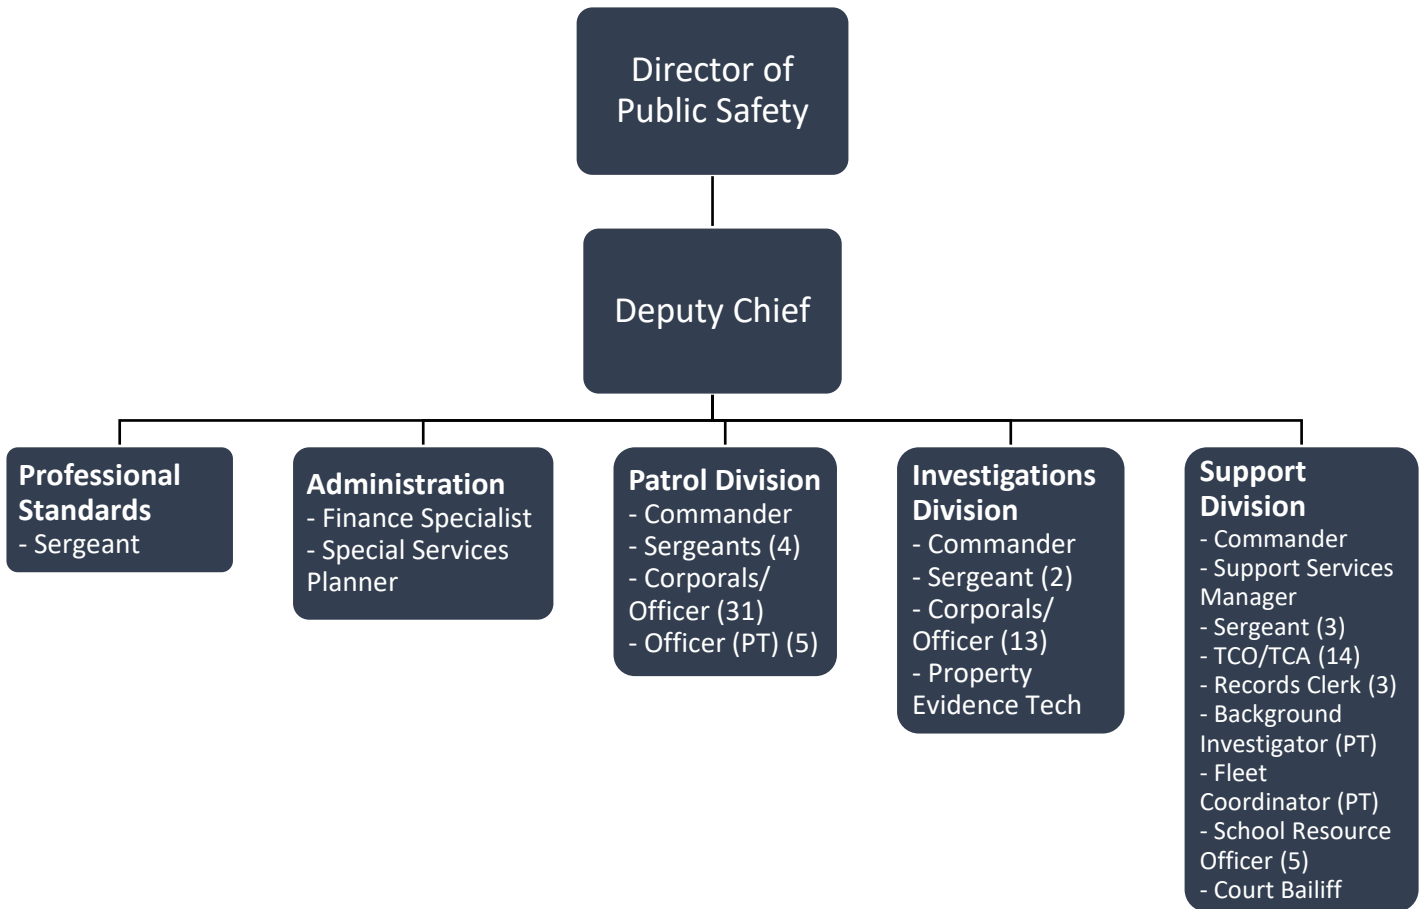 Director of
Public Safety
Deputy Chief
Professional
Standards
- Sergeant
Administration
- Finance Specialist
- Special Services
Planner
Patrol Division
- Commander
- Sergeants (4)
- Corporals/
Officer (31)
- Officer (PT) (5)
Investigations
Division
- Commander
- Sergeant (2)
- Corporals/
Officer (13)
- Property
Evidence Tech
Support
Division
- Commander
- Support Services
Manager
- Sergeant (3)
- TCO/TCA (14)
- Records Clerk (3)
- Background
Investigator (PT)
- Fleet
Coordinator (PT)
- School Resource
Officer (5)
- Court Bailiff